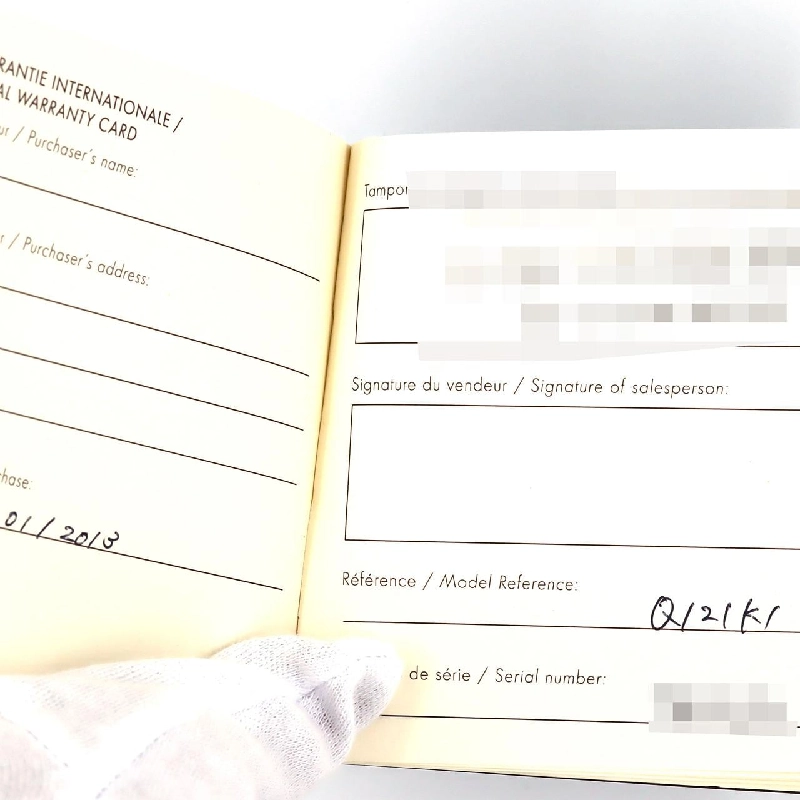 RANTIE INTERNATIONALE /
AL WARRANTY CARD
ur / Purchaser's name:
r / Purchaser's address:
hase:
01/2013
Tampo
Signature du vendeur / Signature of salesperson:
Référence / Model Reference:
Q121K1
de série / Serial number: